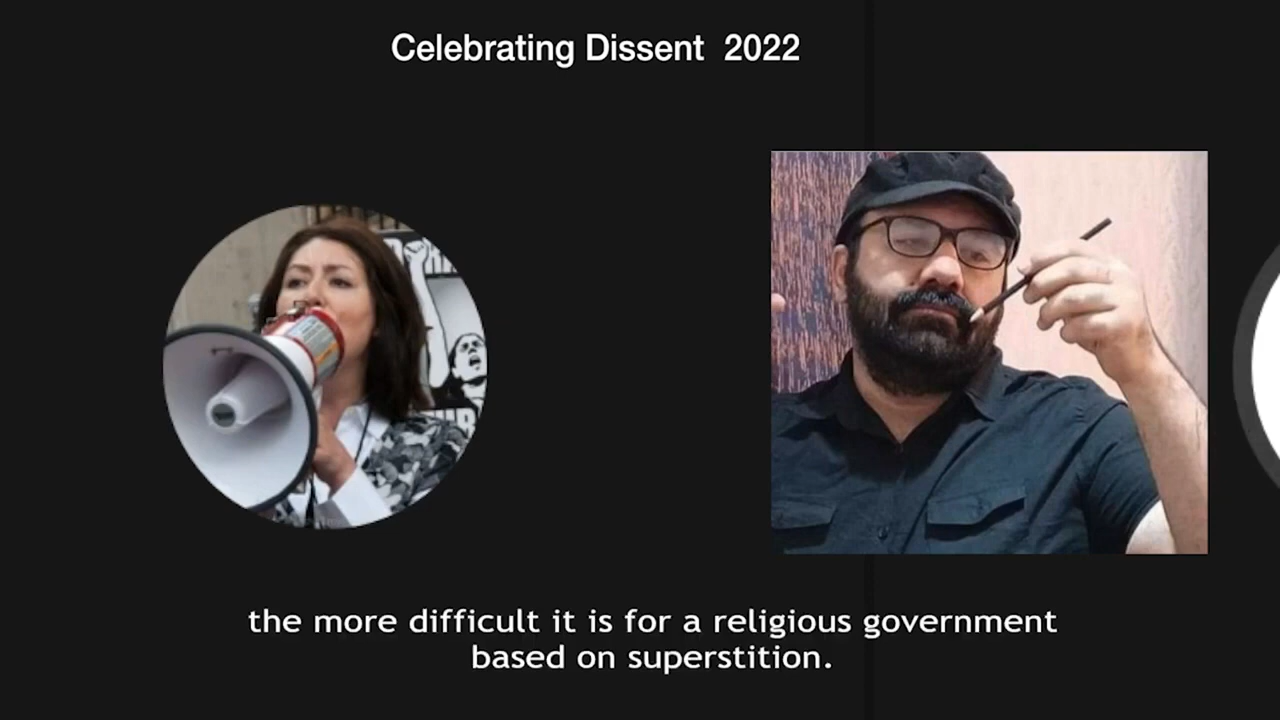 Celebrating Dissent 2022
the more difficult it is for a religious government
based on superstition.